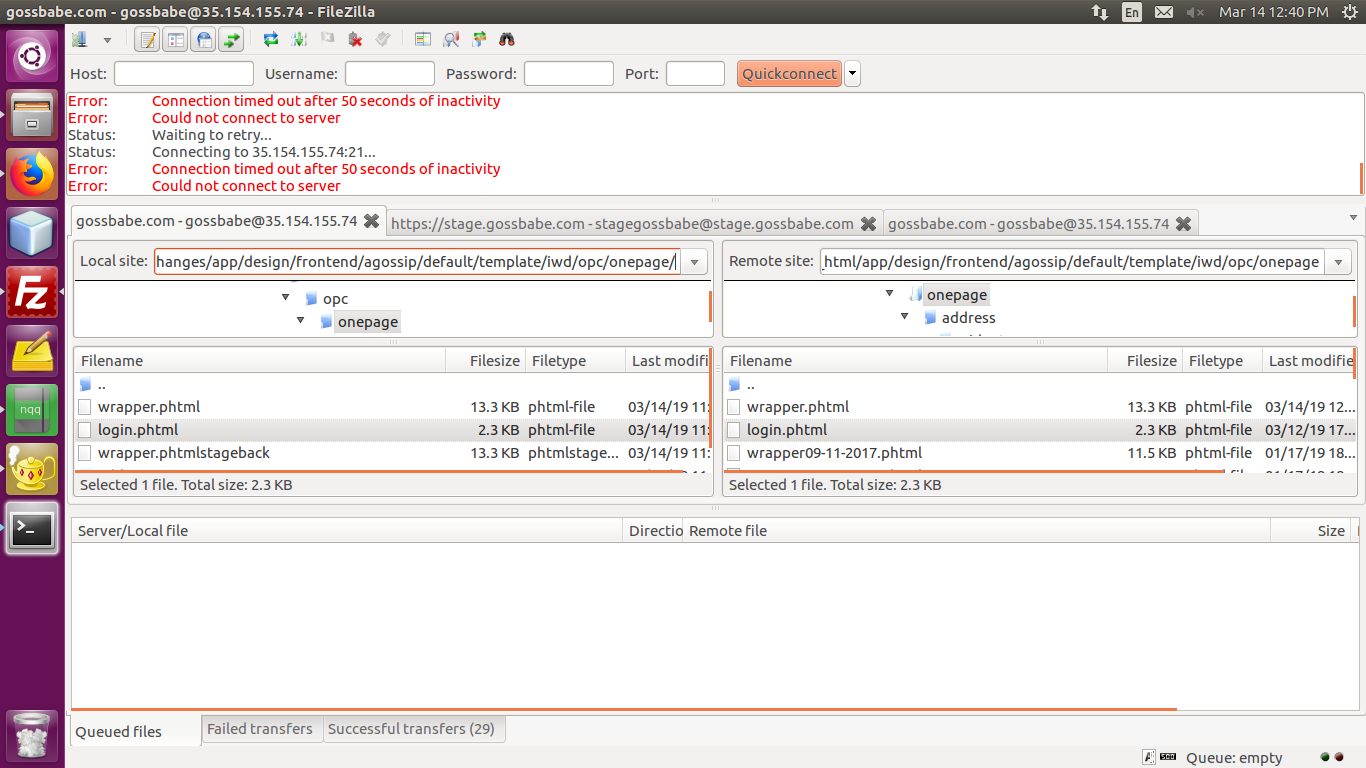 gossbabe.com - gossbabe@35.154.155.74 - FileZilla
En
Mar 14 12:40 PM
Host:
Username:
Password:
Port:
Quickconnect
Error: Connection timed out after 50 seconds of inactivity
Error: Could not connect to server
Status: Waiting to retry...
Status: Connecting to 35.154.155.74:21...
Error: Connection timed out after 50 seconds of inactivity
Error: Could not connect to server
gossbabe.com - gossbabe@35.154.155.74
https://stage.gossbabe.com - stagegossbabe@stage.gossbabe.com
gossbabe.com - gossbabe@35.154.155.74
Local site: hanges/app/design/frontend/agossip/default/template/iwd/opc/onepage/
Remote site: _html/app/design/frontend/agossip/default/template/iwd/opc/onepage
opc
onepage
onepage
address
Filename Filesize Filetype Last modifi
..
wrapper.phtml 13.3 KB phtml-file 03/14/19 11:
login.phtml 2.3 KB phtml-file 03/14/19 11:
wrapper.phtmlstageback 13.3 KB phtmlstage... 03/14/19 11:
Selected 1 file. Total size: 2.3 KB
Filename Filesize Filetype Last modifie
..
wrapper.phtml 13.3 KB phtml-file 03/14/19 12...
login.phtml 2.3 KB phtml-file 03/12/19 17...
wrapper09-11-2017.phtml 11.5 KB phtml-file 01/17/19 18...
Selected 1 file. Total size: 2.3 KB
Server/Local file Directio Remote file Size
Queued files
Failed transfers
Successful transfers (29)
Queue: empty
Fz
nqq
>_